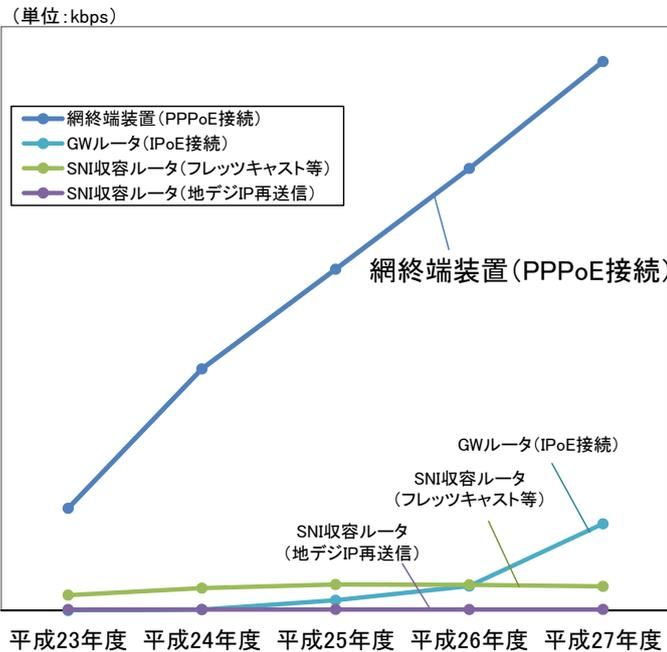 （単位：kbps）
網終端装置（PPPoE接続）
GWルータ（IPoE接続）
SNI収容ルータ（フレッツキャスト等）
SNI収容ルータ（地デジIP再送信）
網終端装置（PPPoE接続）
GWルータ（IPoE接続）
SNI収容ルータ
（フレッツキャスト等）
SNI収容ルータ
（地デジIP再送信）
平成23年度 平成24年度 平成25年度 平成26年度 平成27年度